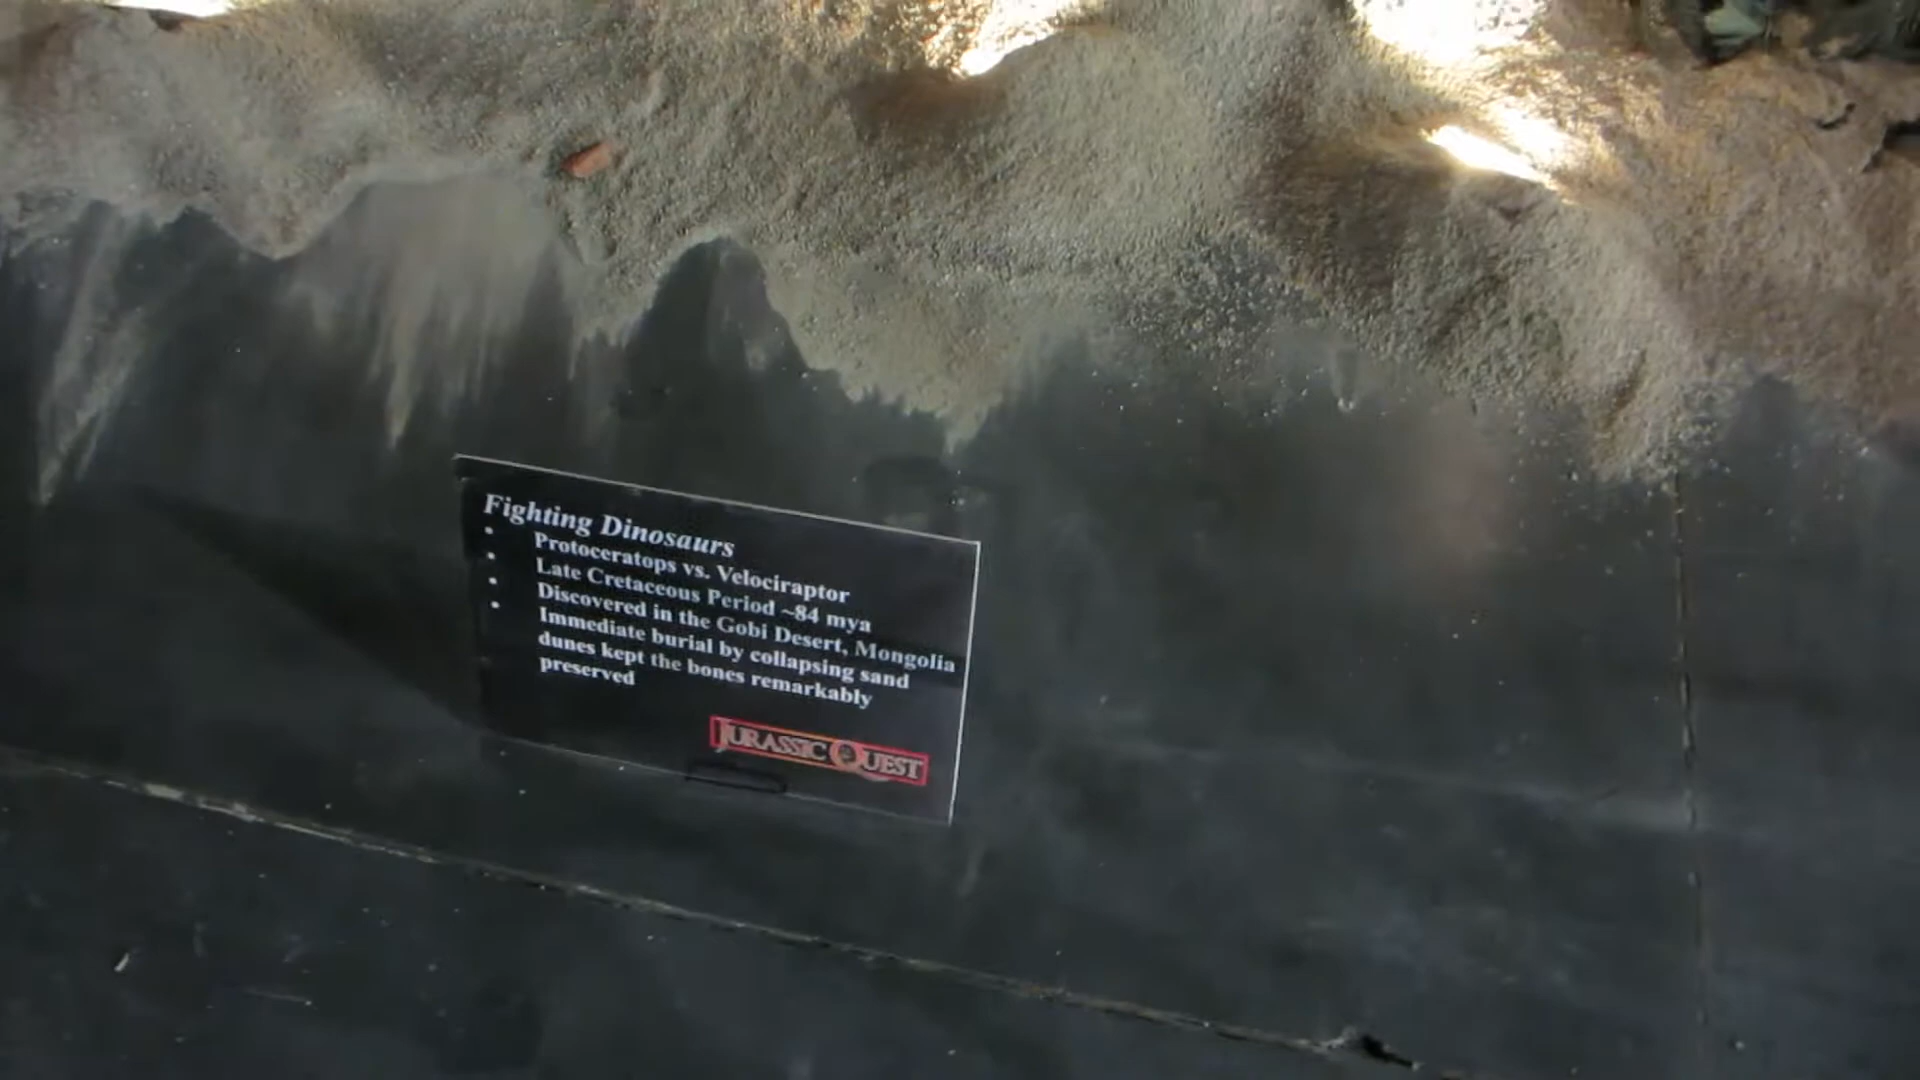 Fighting Dinosaurs
• Protoceratops vs. Velociraptor
• Late Cretaceous Period ~84 mya
• Discovered in the Gobi Desert, Mongolia
• Immediate burial by collapsing sand
dunes kept the bones remarkably
preserved
JURASSIC QUEST